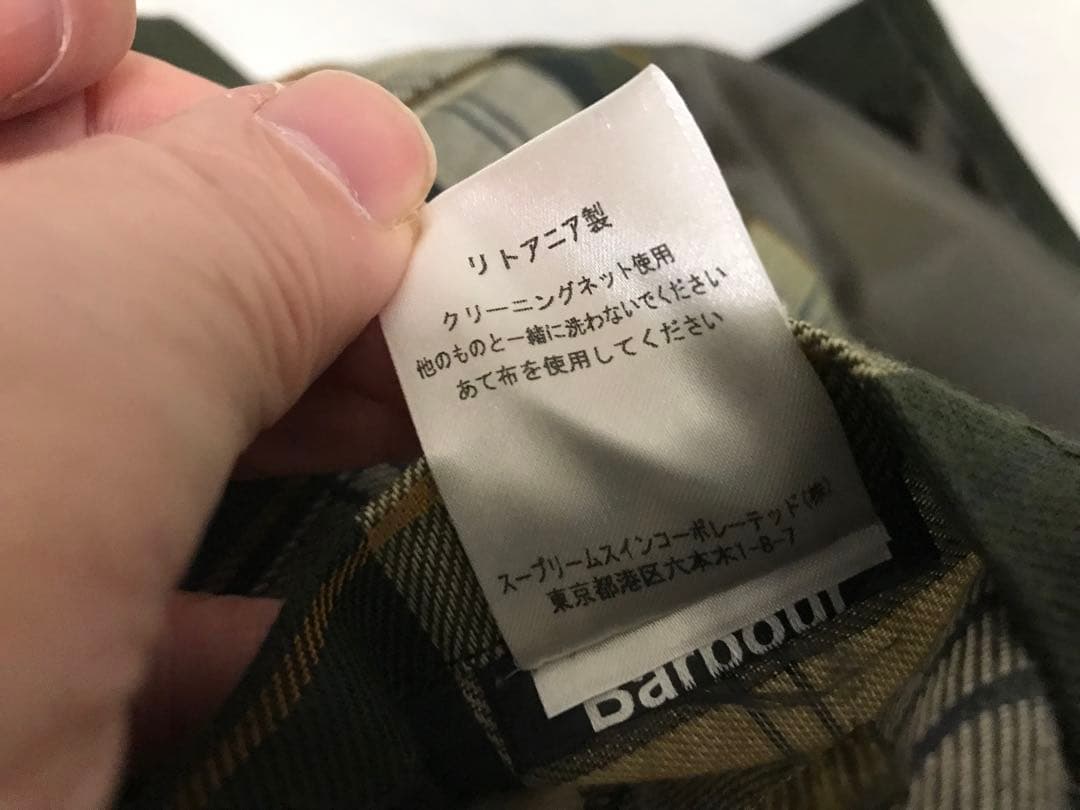 リトアニア製
クリーニングネット使用
他のものと一緒に洗わないでください
あて布を使用してください
スープリームスインコーポレーテッド(株)
東京都港区六本木1-8-7
Barbour